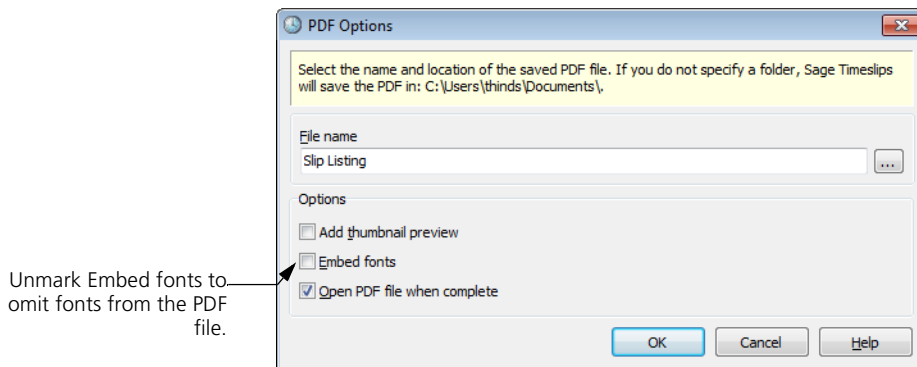 PDF Options
Select the name and location of the saved PDF file. If you do not specify a folder, Sage Timeslips
will save the PDF in: C:\Users\thinds\Documents\.
File name
Slip Listing
...
Options
Add thumbnail preview
Embed fonts
Open PDF file when complete
Unmark Embed fonts to
omit fonts from the PDF
file.
OK Cancel Help